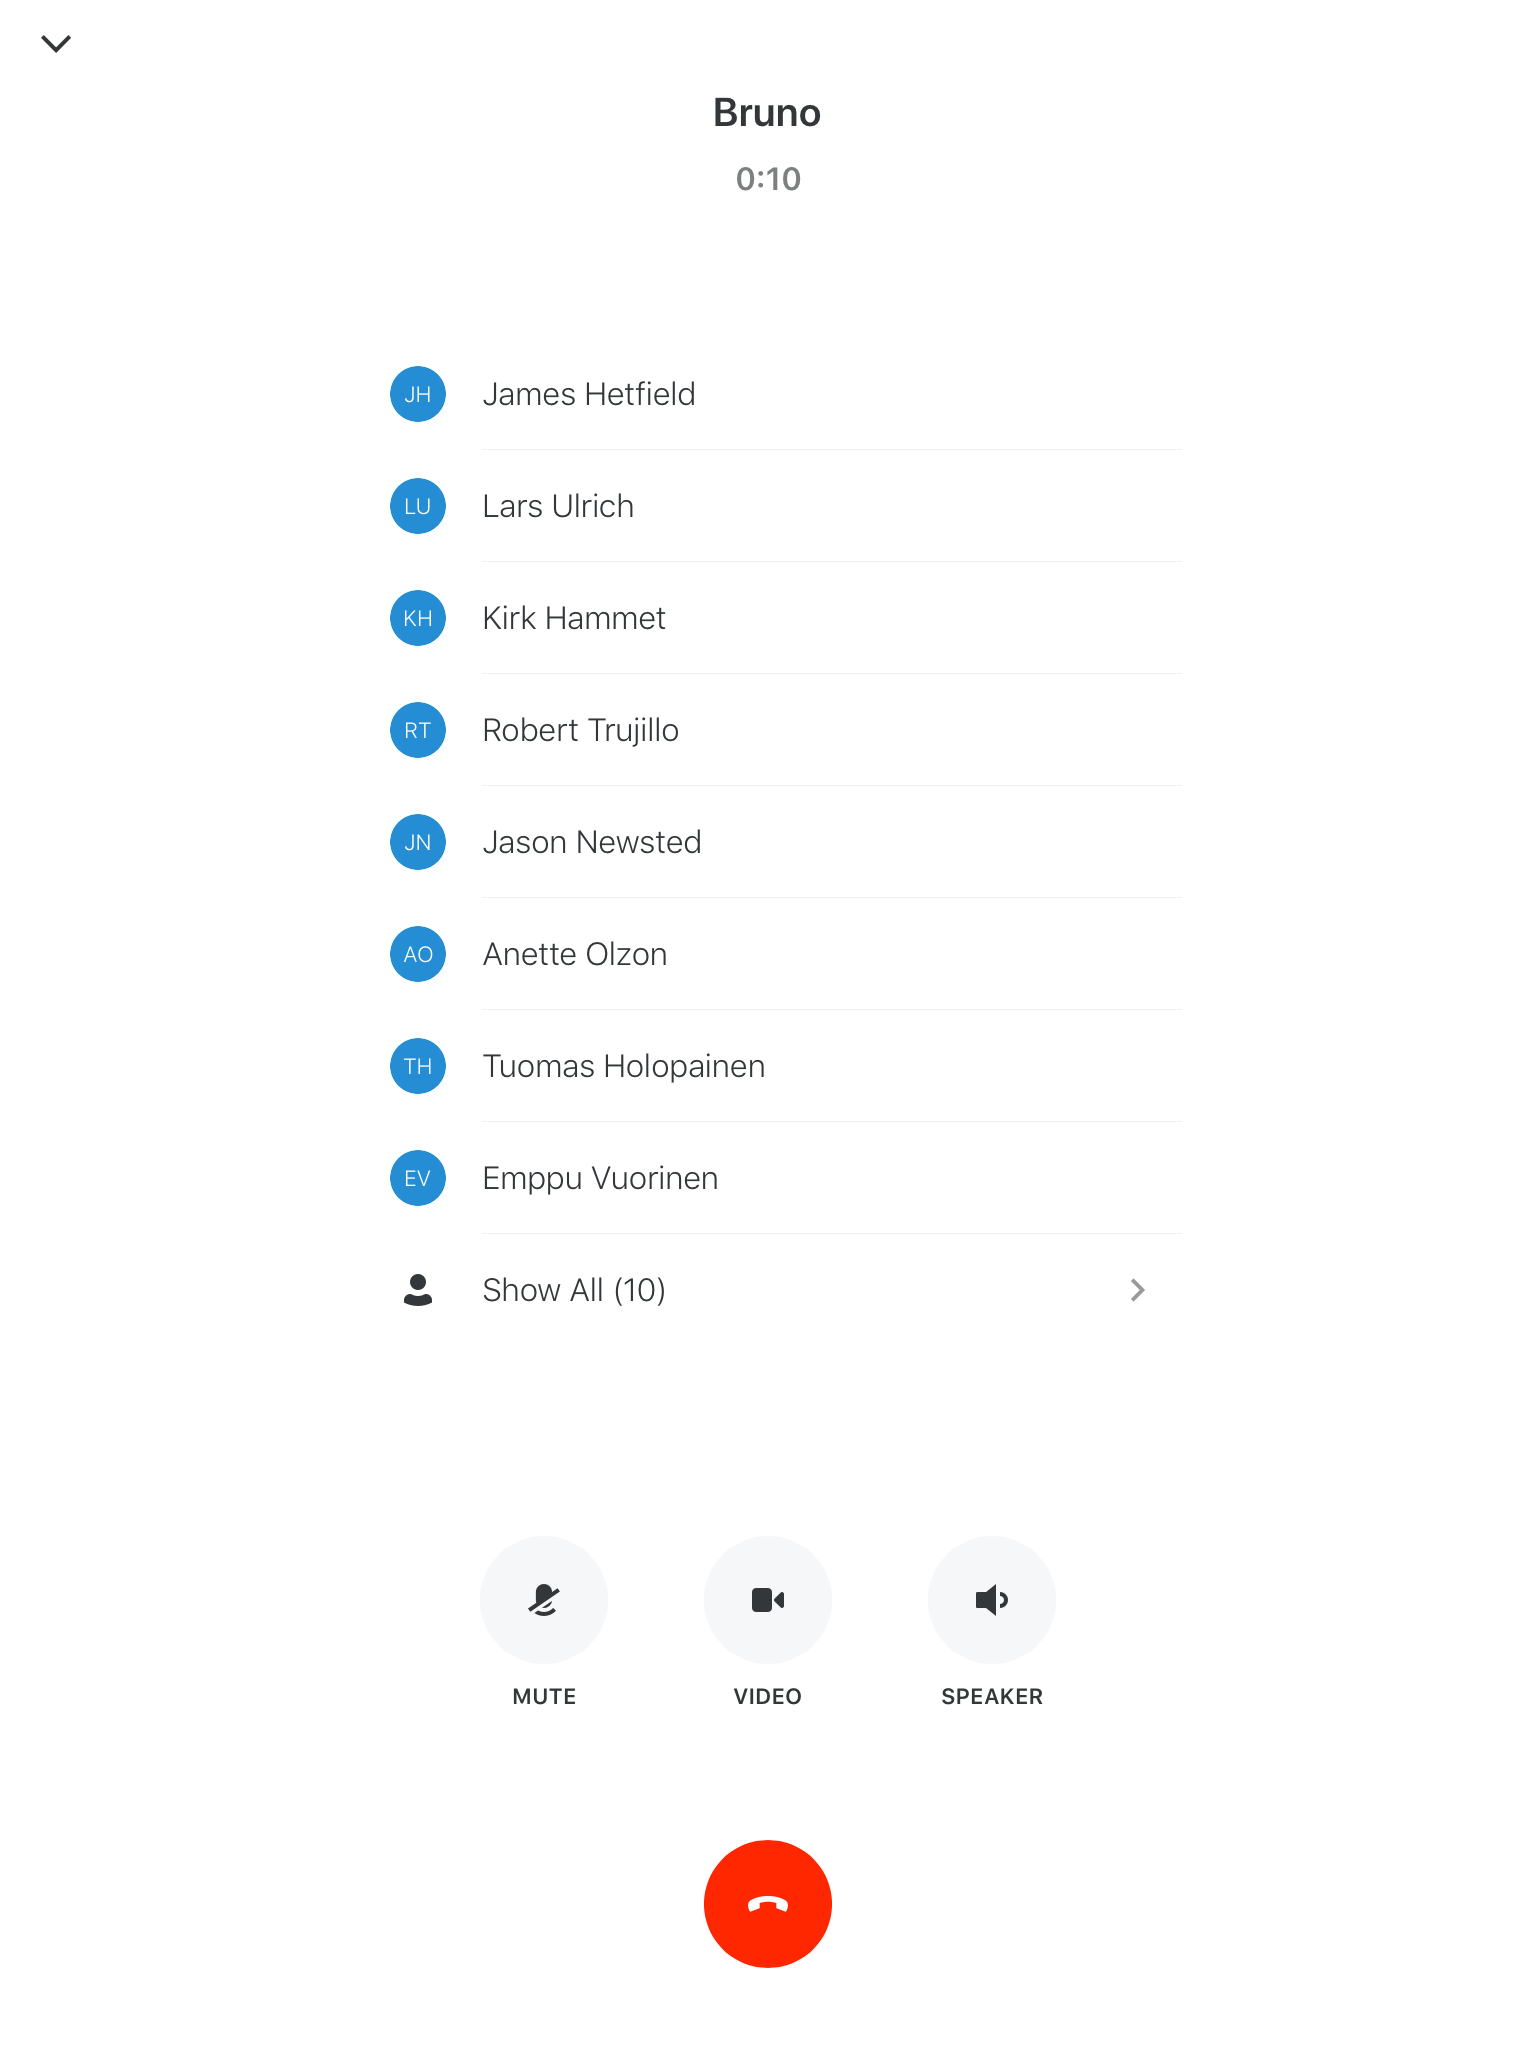 Bruno
0:10
JH James Hetfield
LU Lars Ulrich
KH Kirk Hammet
RT Robert Trujillo
JN Jason Newsted
AO Anette Olzon
TH Tuomas Holopainen
EV Emppu Vuorinen
Show All (10)
MUTE VIDEO SPEAKER